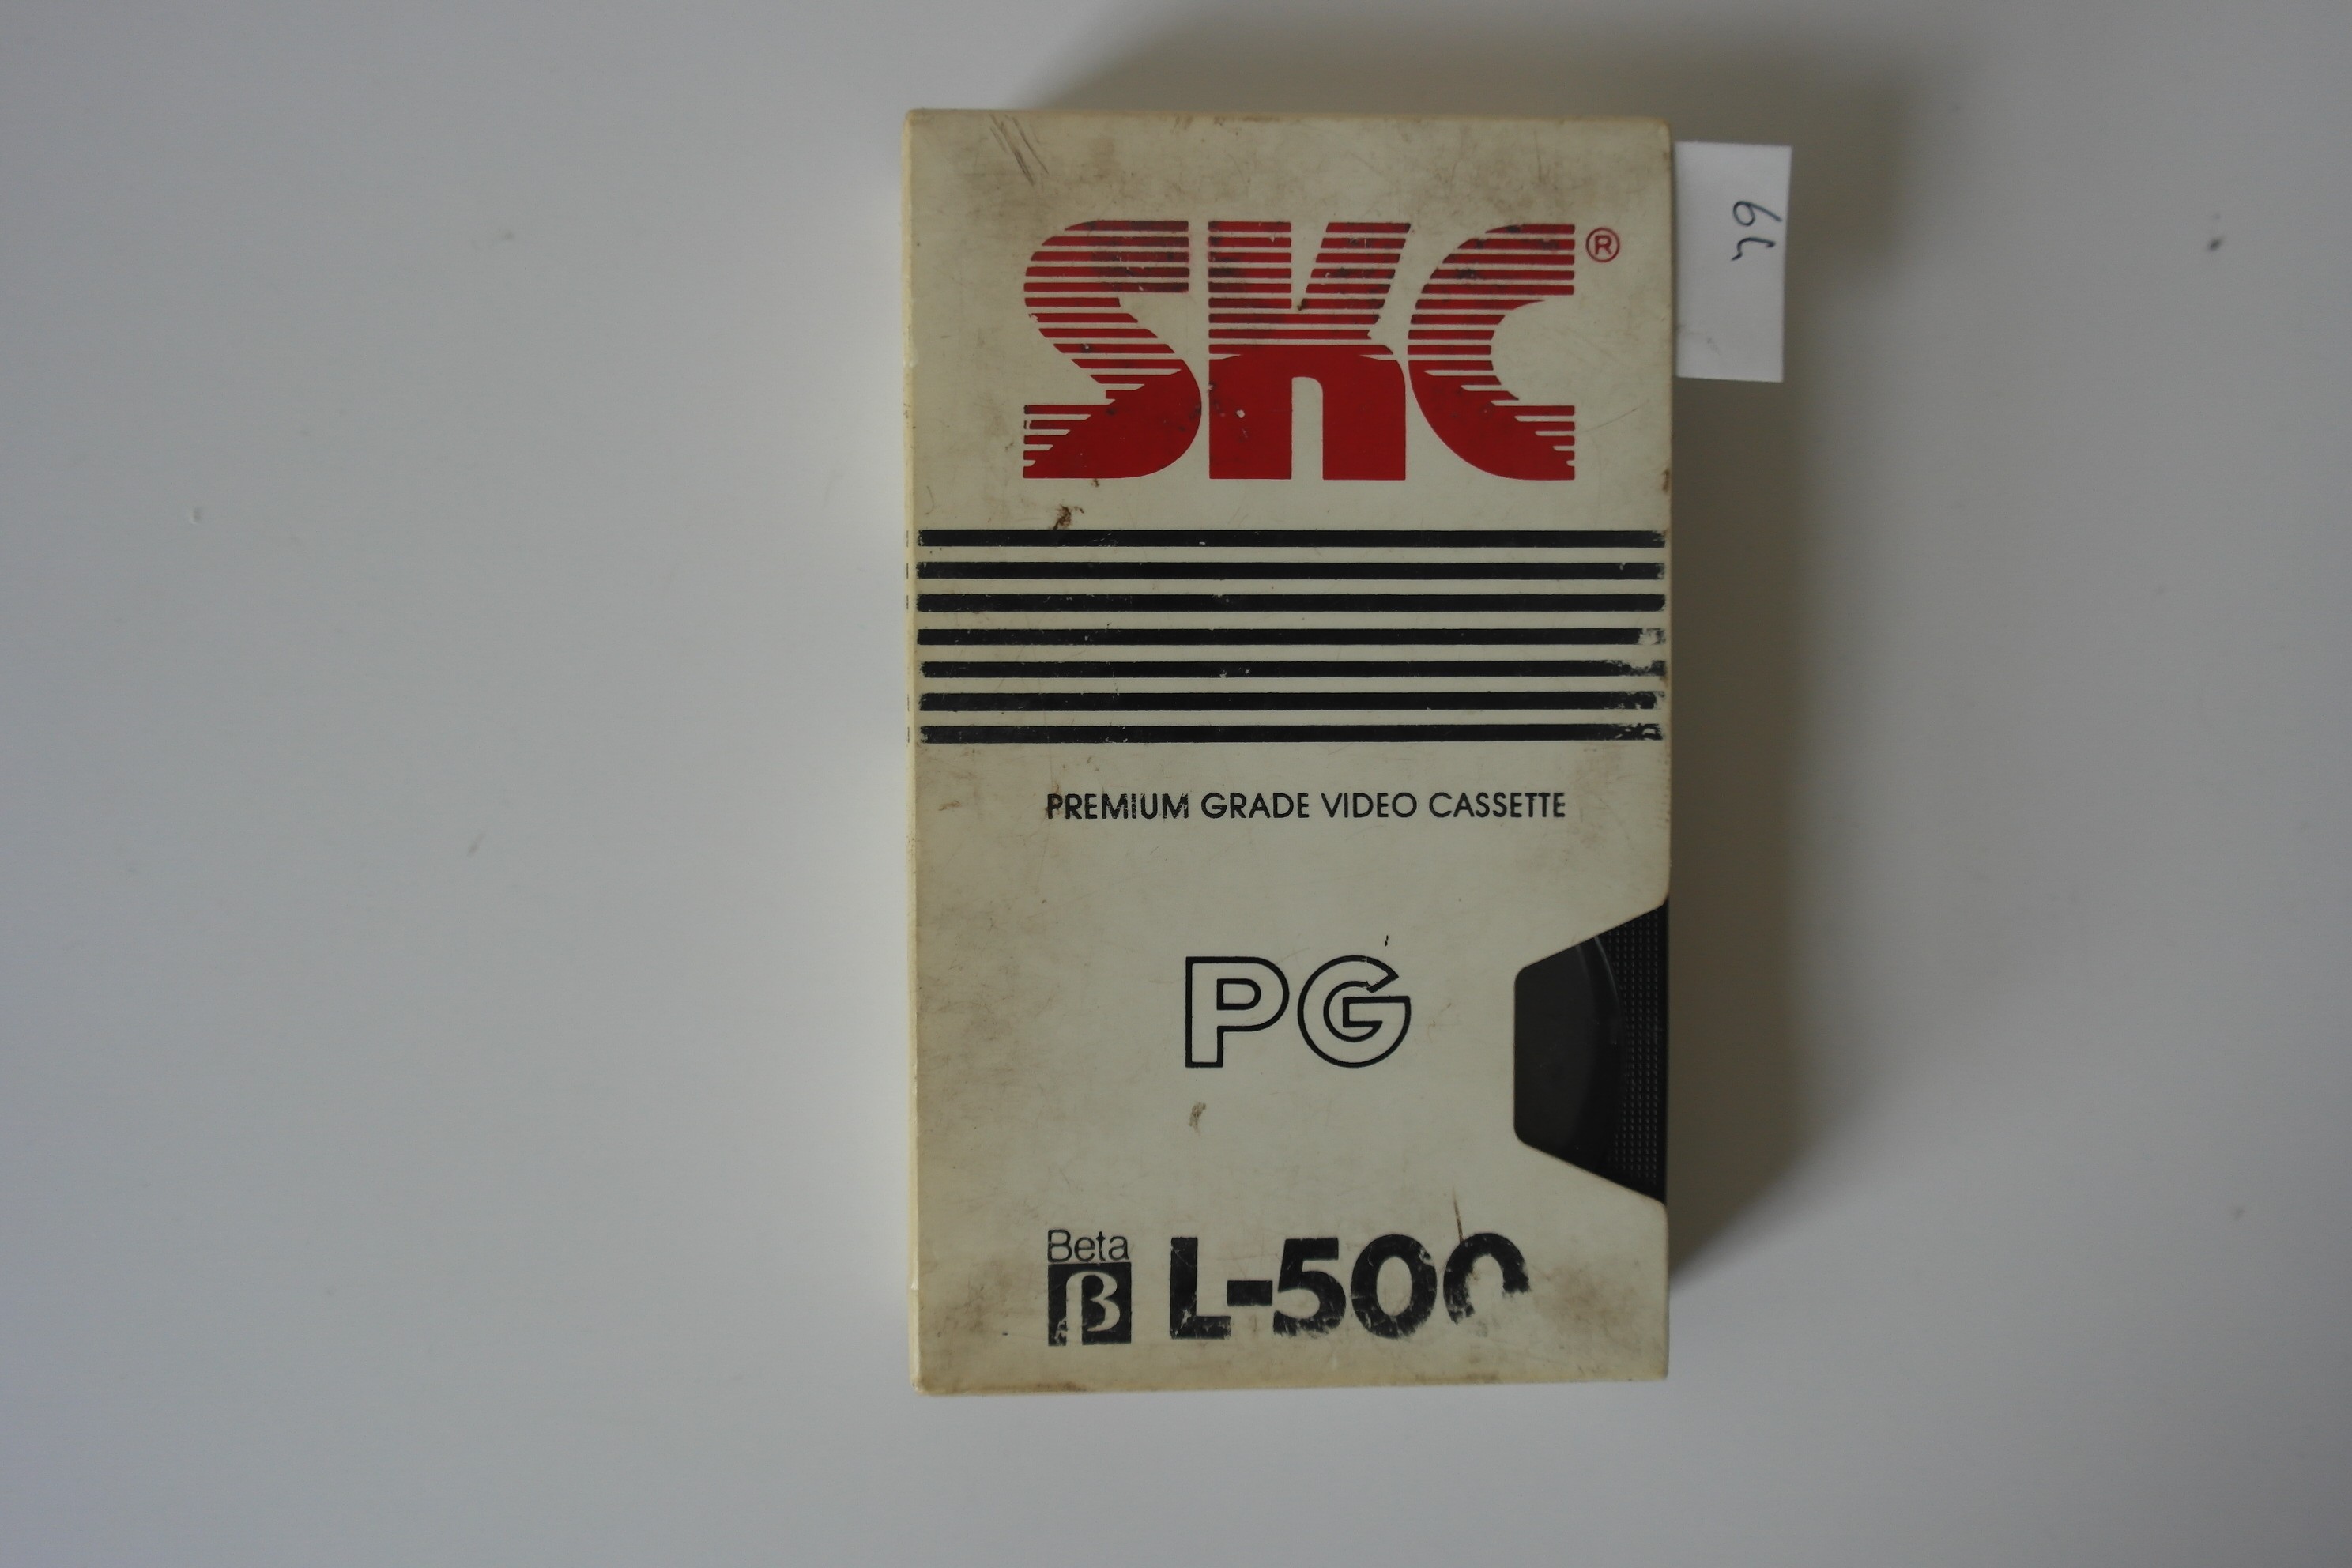 SKC®
PREMIUM GRADE VIDEO CASSETTE
PG
Beta
β L-500